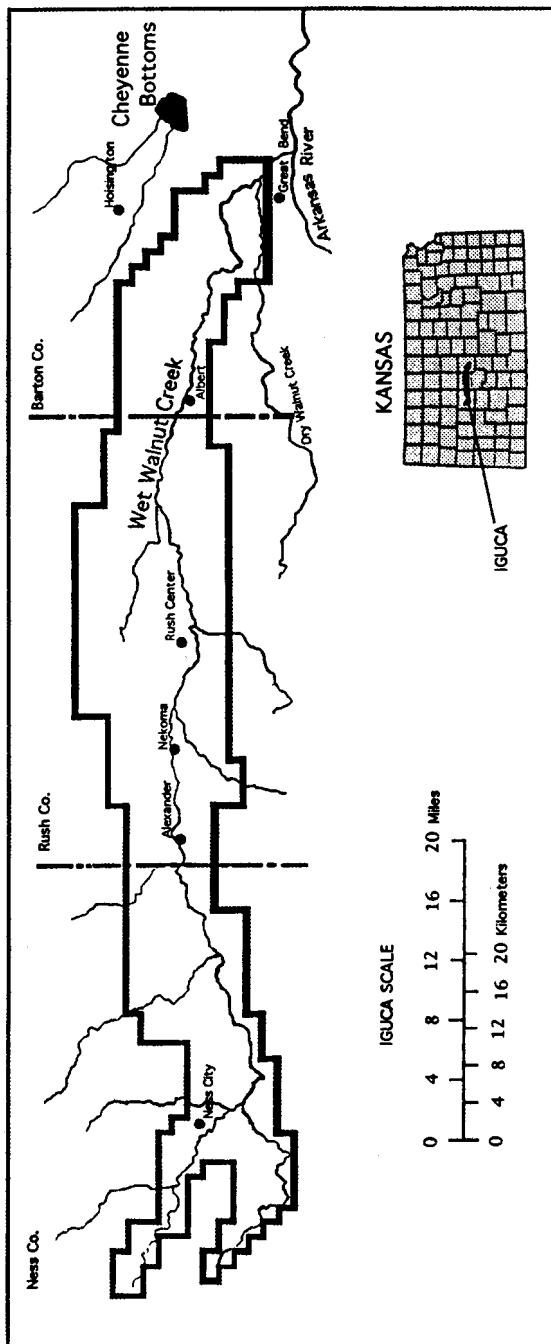 Ness Co.
Rush Co.
Barton Co.
Hoisington
Cheyenne
Bottoms
Great Bend
Arkansas River
Wet Walnut Creek
Albert
Dry Walnut Creek
Rush Center
Nekoma
Alexander
Ness City
IGUCA SCALE
0 4 8 12 16 20 Miles
0 4 8 12 16 20 Kilometers
KANSAS
IGUCA